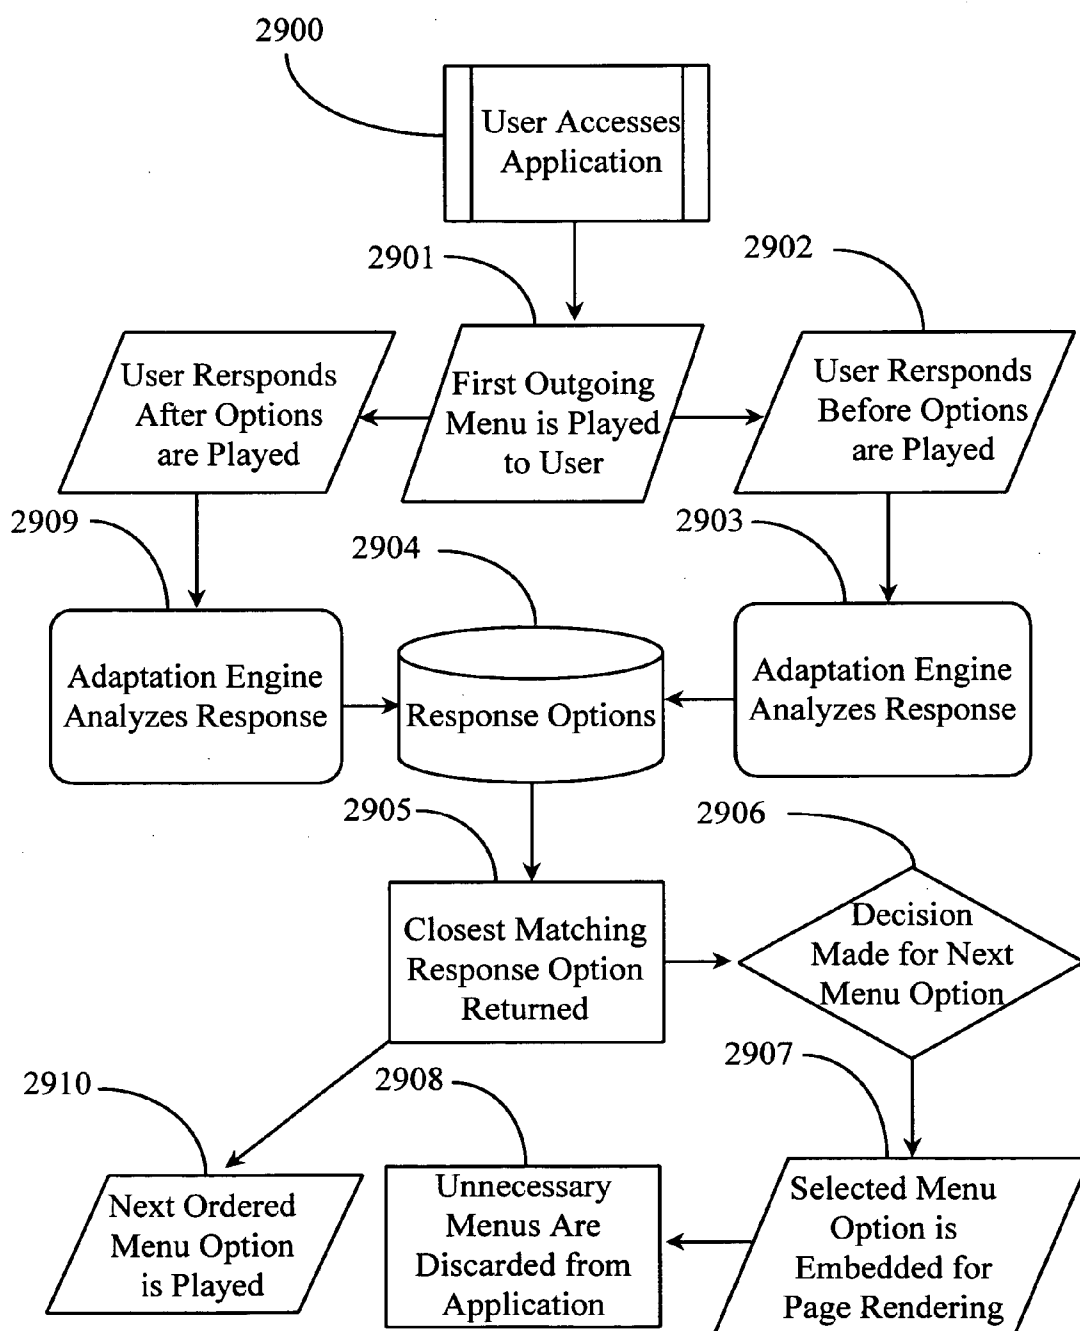 2900
User Accesses
Application
2901
2902
User Rersponds
After Options
are Played
First Outgoing
Menu is Played
to User
User Rersponds
Before Options
are Played
2909
2904
2903
Adaptation Engine
Analyzes Response
Response Options
Adaptation Engine
Analyzes Response
2905
2906
Closest Matching
Response Option
Returned
Decision
Made for Next
Menu Option
2910
2908
2907
Next Ordered
Menu Option
is Played
Unnecessary
Menus Are
Discarded from
Application
Selected Menu
Option is
Embedded for
Page Rendering